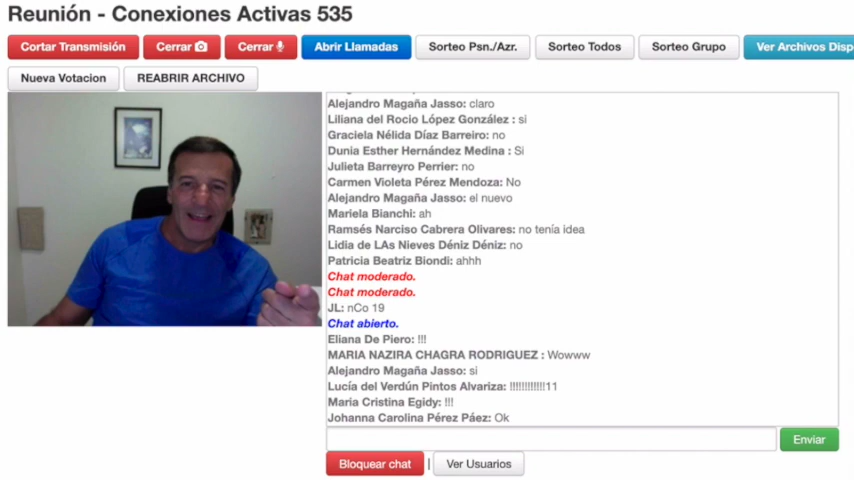 Reunión - Conexiones Activas 535
Cortar Transmisión Cerrar Cerrar Abrir Llamadas Sorteo Psn./Azr. Sorteo Todos Sorteo Grupo Ver Archivos Disp
Nueva Votacion REABRIR ARCHIVO
Alejandro Magaña Jasso: claro
Liliana del Rocio López González : si
Graciela Nélida Díaz Barreiro: no
Dunia Esther Hernández Medina : Si
Julieta Barreyro Perrier: no
Carmen Violeta Pérez Mendoza: No
Alejandro Magaña Jasso: el nuevo
Mariela Bianchi: ah
Ramsés Narciso Cabrera Olivares: no tenía idea
Lidia de LAs Nieves Déniz Déniz: no
Patricia Beatriz Biondi: ahhh
Chat moderado.
Chat moderado.
JL: nCo 19
Chat abierto.
Eliana De Piero: !!!
MARIA NAZIRA CHAGRA RODRIGUEZ : Wowww
Alejandro Magaña Jasso: si
Lucía del Verdún Pintos Alvariza: !!!!!!!!!!!!11
Maria Cristina Egidy: !!!
Johanna Carolina Pérez Páez: Ok
Enviar
Bloquear chat | Ver Usuarios